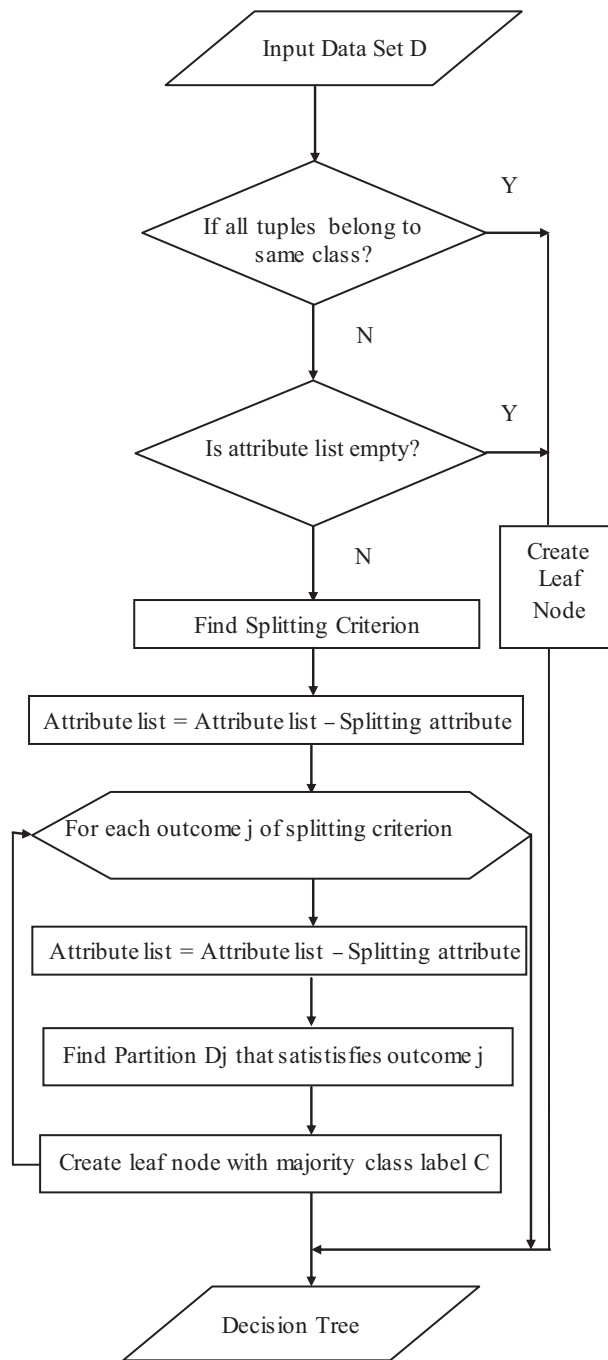 Input Data Set D
Y
If all tuples belong to
same class?
N
Y
Is attribute list empty?
N
Create
Leaf
Node
Find Splitting Criterion
Attribute list = Attribute list – Splitting attribute
For each outcome j of splitting criterion
Attribute list = Attribute list – Splitting attribute
Find Partition Dj that satistisfies outcome j
Create leaf node with majority class label C
Decision Tree